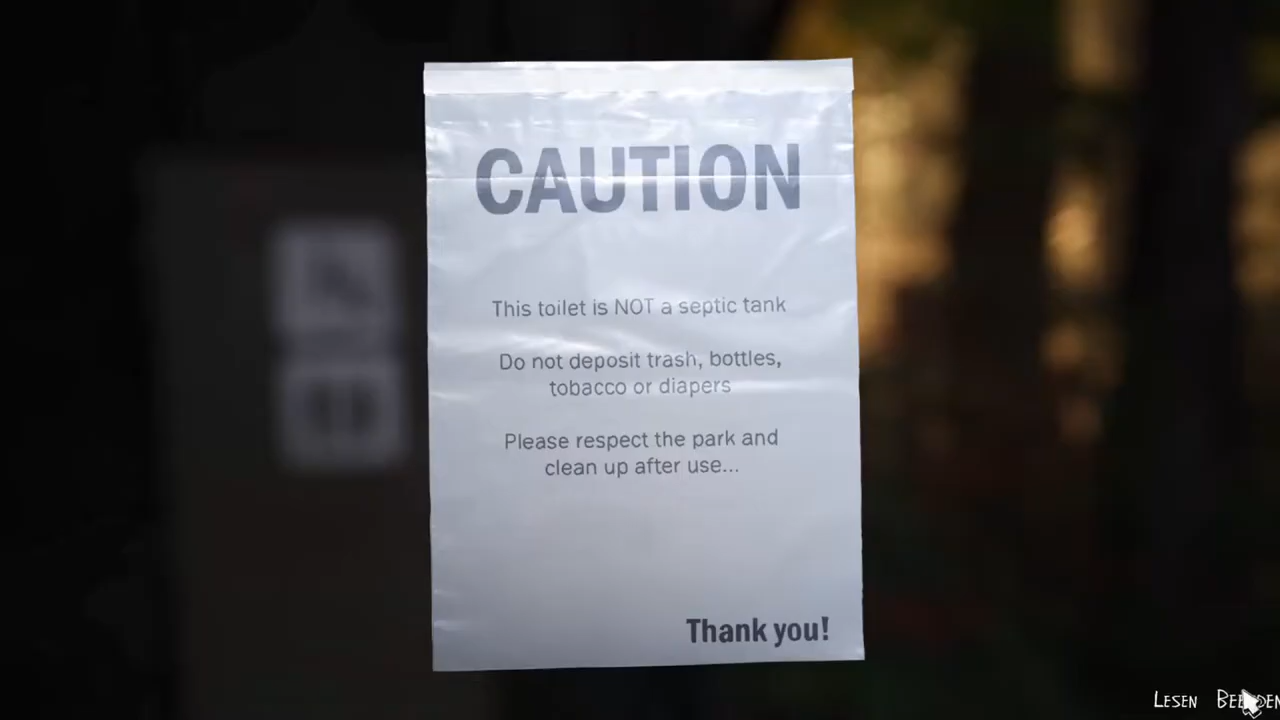 CAUTION
This toilet is NOT a septic tank
Do not deposit trash, bottles,
tobacco or diapers
Please respect the park and
clean up after use...
Thank you!
LESEN